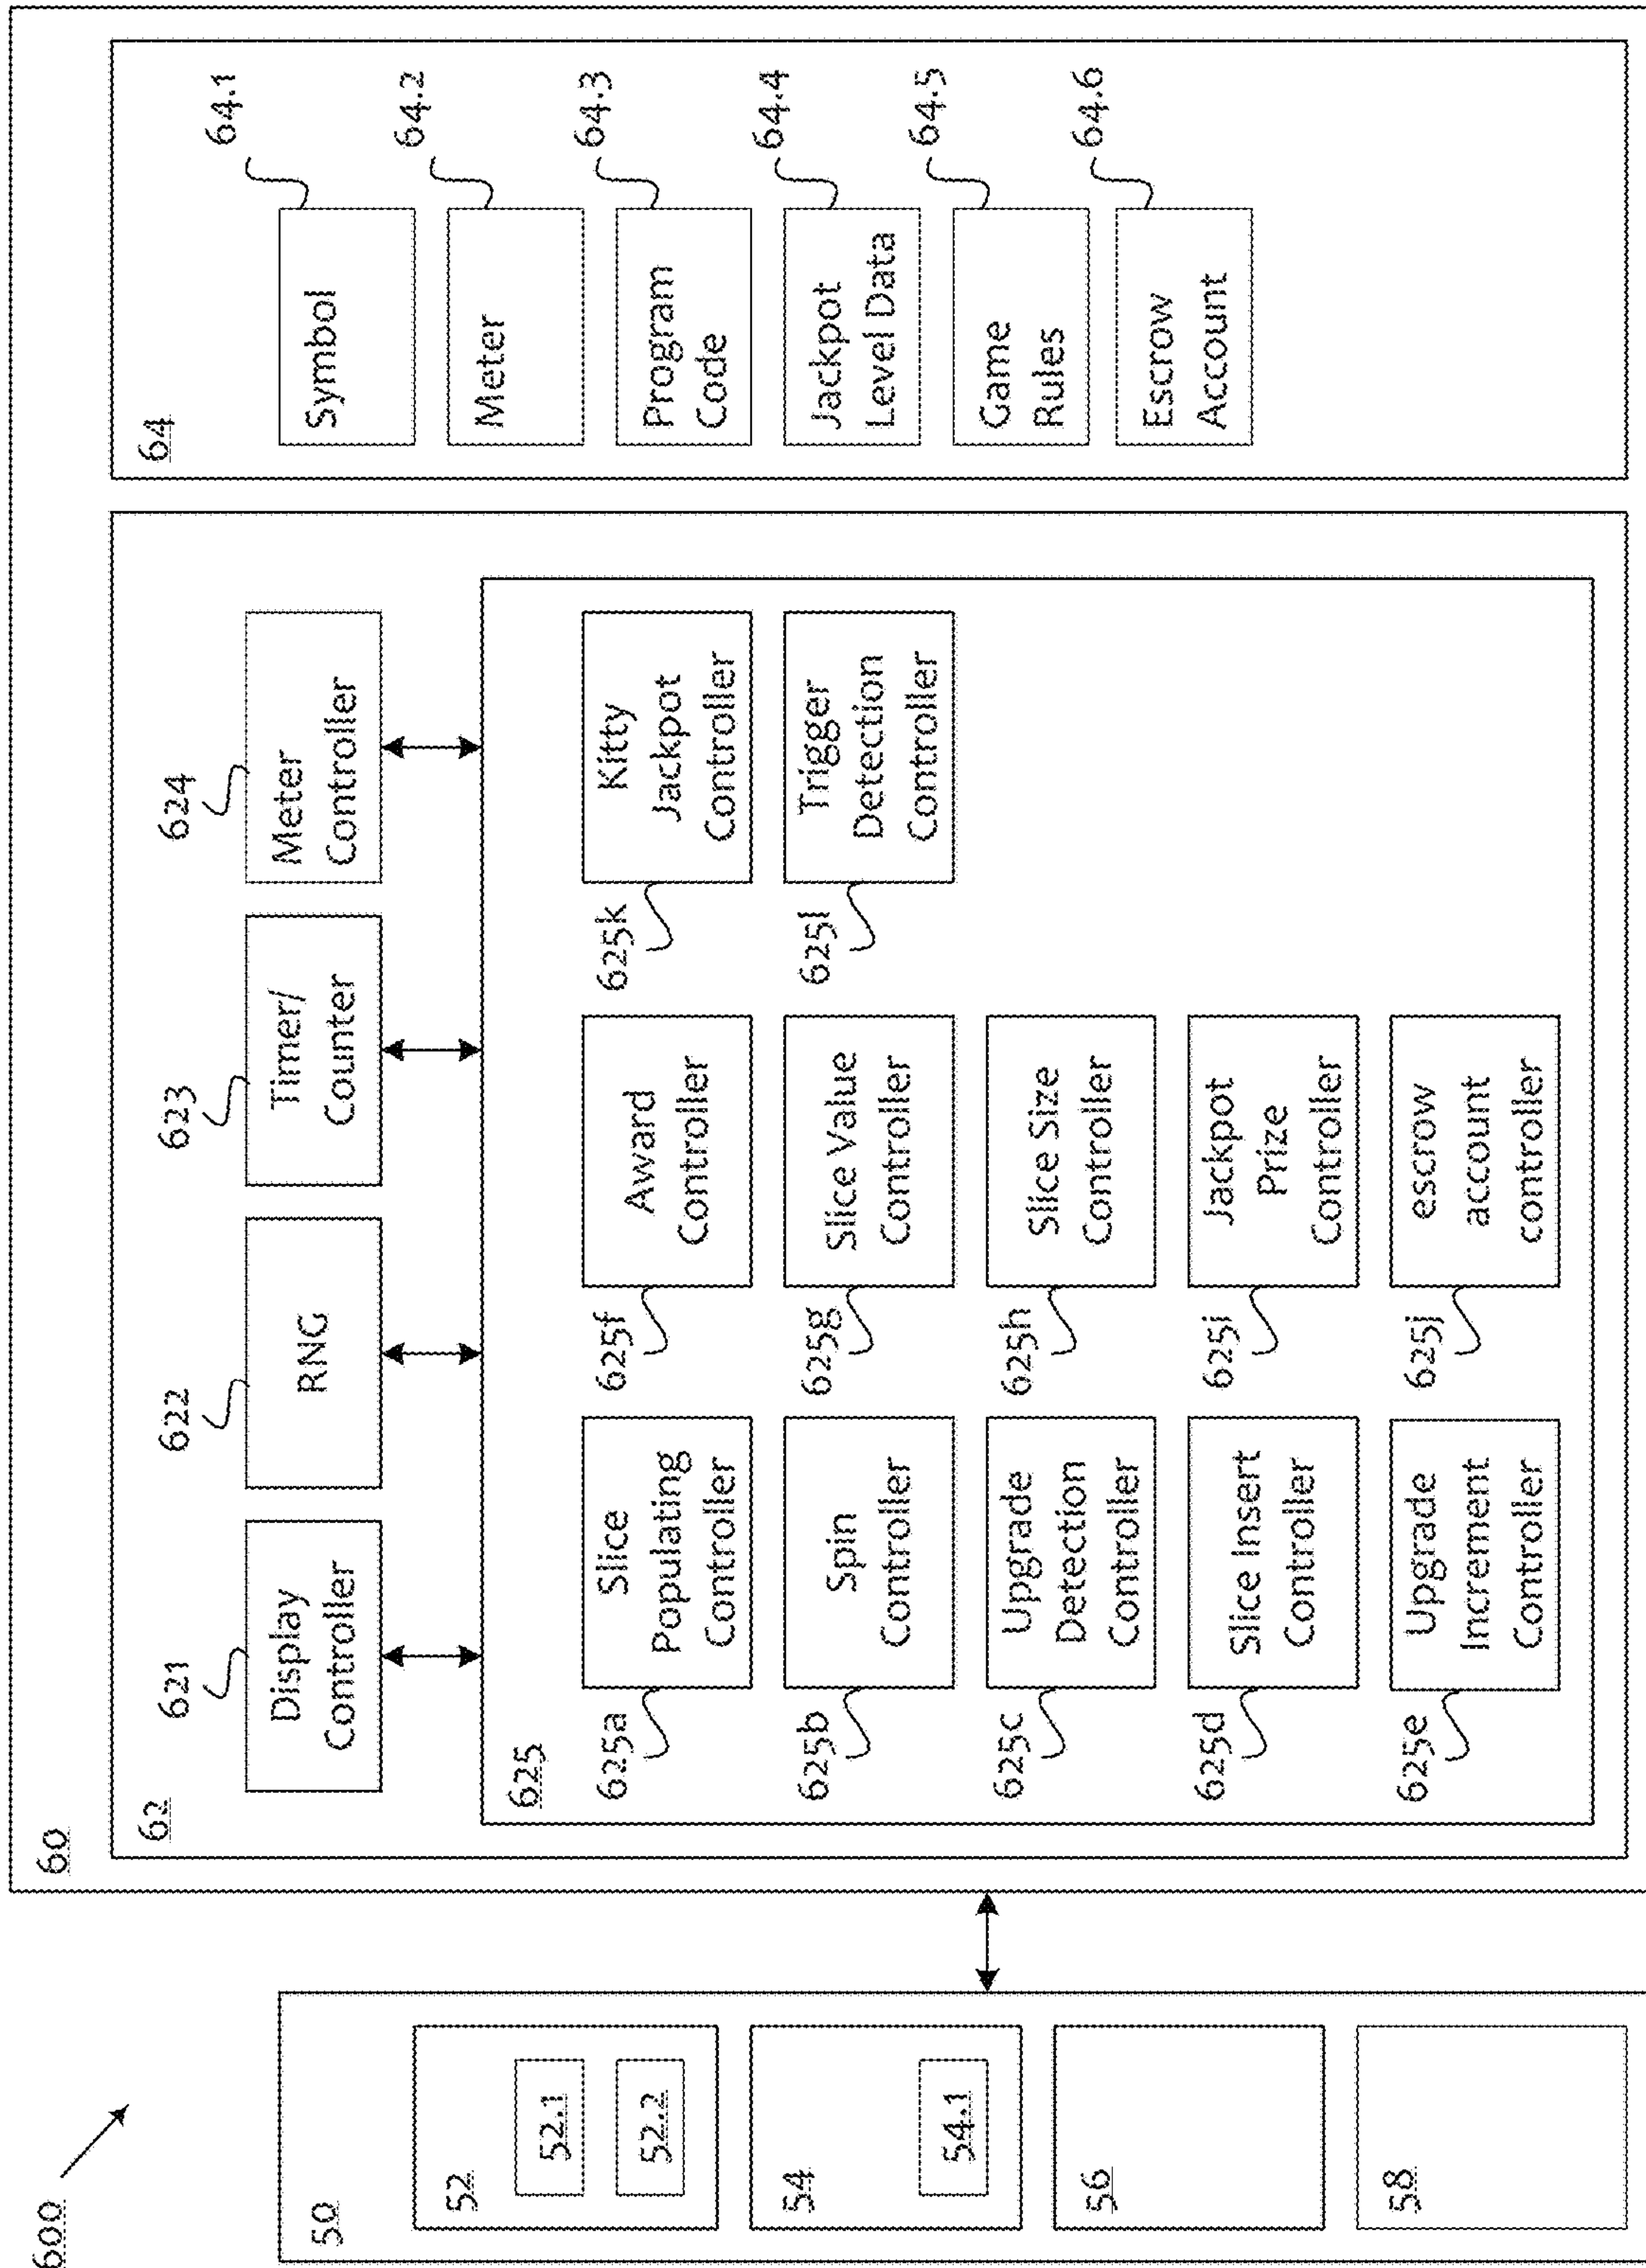 600
50
52
52.1
52.2
54
54.1
56
58
60
62
621
Display
Controller
622
RNG
623
Timer/
Counter
624
Meter
Controller
625
625a
Slice
Populating
Controller
625b
Spin
Controller
625c
Upgrade
Detection
Controller
625d
Slice Insert
Controller
625e
Upgrade
Increment
Controller
625f
Award
Controller
625g
Slice Value
Controller
625h
Slice Size
Controller
625i
Jackpot
Prize
Controller
625j
escrow
account
controller
625k
Kitty
Jackpot
Controller
625l
Trigger
Detection
Controller
64
Symbol
64.1
Meter
64.2
Program
Code
64.3
Jackpot
Level Data
64.4
Game
Rules
64.5
Escrow
Account
64.6